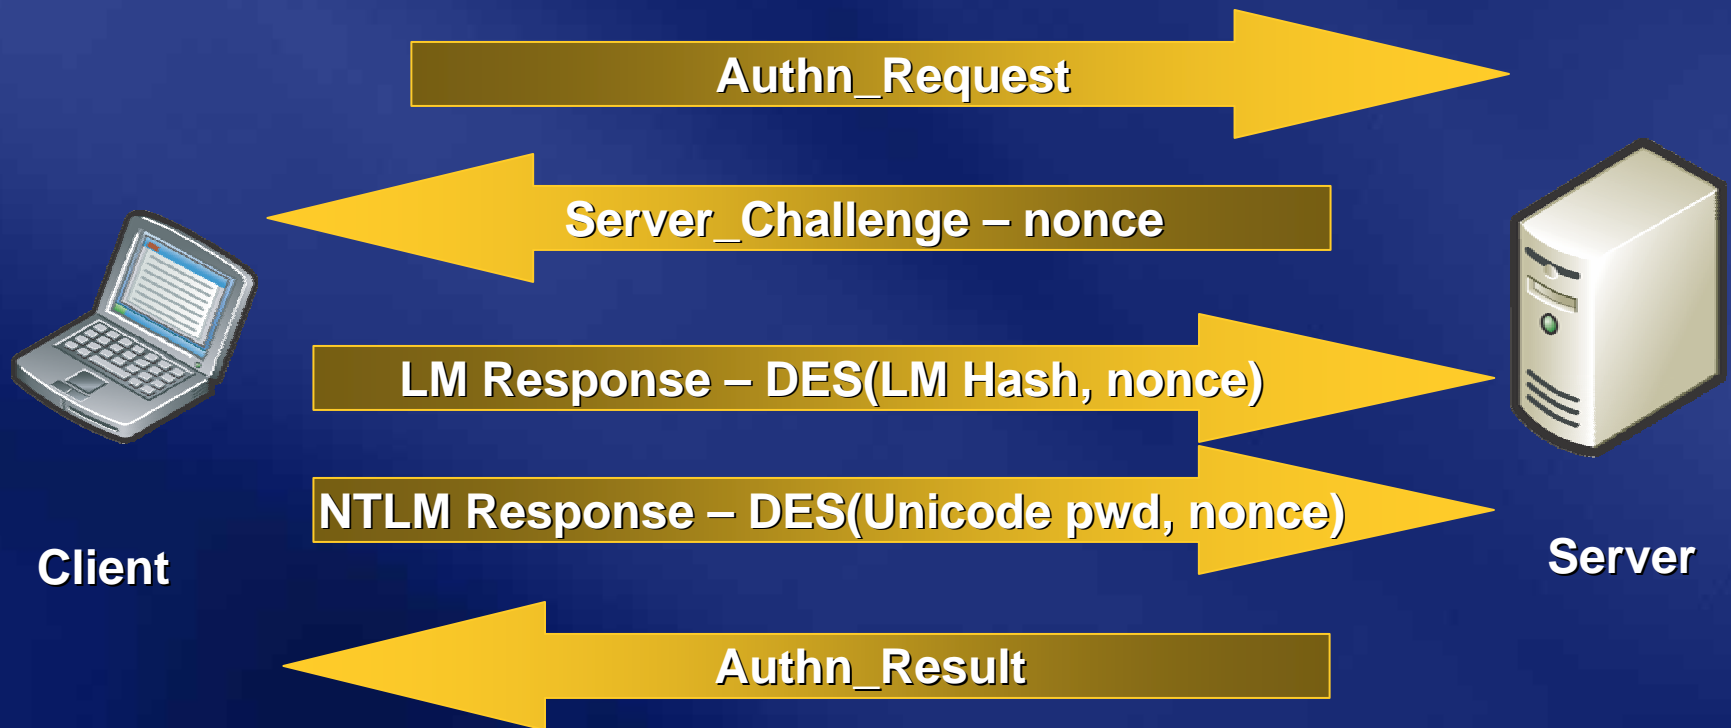 Authn_Request
Server_Challenge – nonce
LM Response – DES(LM Hash, nonce)
NTLM Response – DES(Unicode pwd, nonce)
Client
Server
Authn_Result